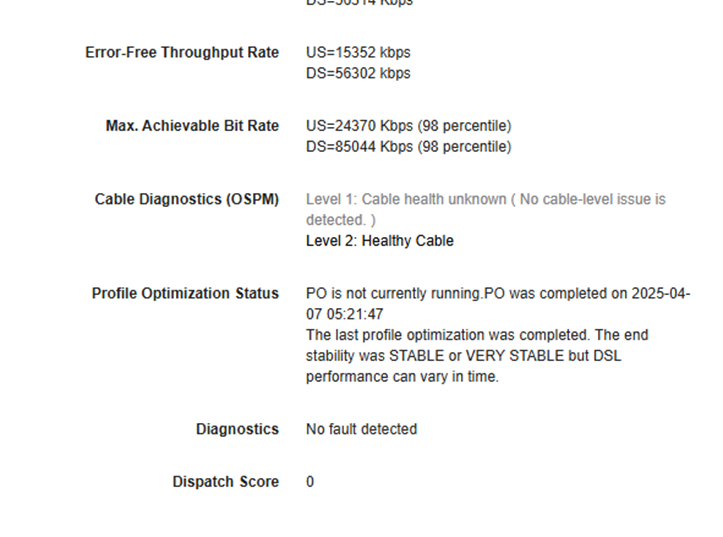 DS=56314 Kbps
Error-Free Throughput Rate US=15352 kbps
DS=56302 kbps
Max. Achievable Bit Rate US=24370 Kbps (98 percentile)
DS=85044 Kbps (98 percentile)
Cable Diagnostics (OSPM) Level 1: Cable health unknown ( No cable-level issue is
detected. )
Level 2: Healthy Cable
Profile Optimization Status PO is not currently running.PO was completed on 2025-04-
07 05:21:47
The last profile optimization was completed. The end
stability was STABLE or VERY STABLE but DSL
performance can vary in time.
Diagnostics No fault detected
Dispatch Score 0